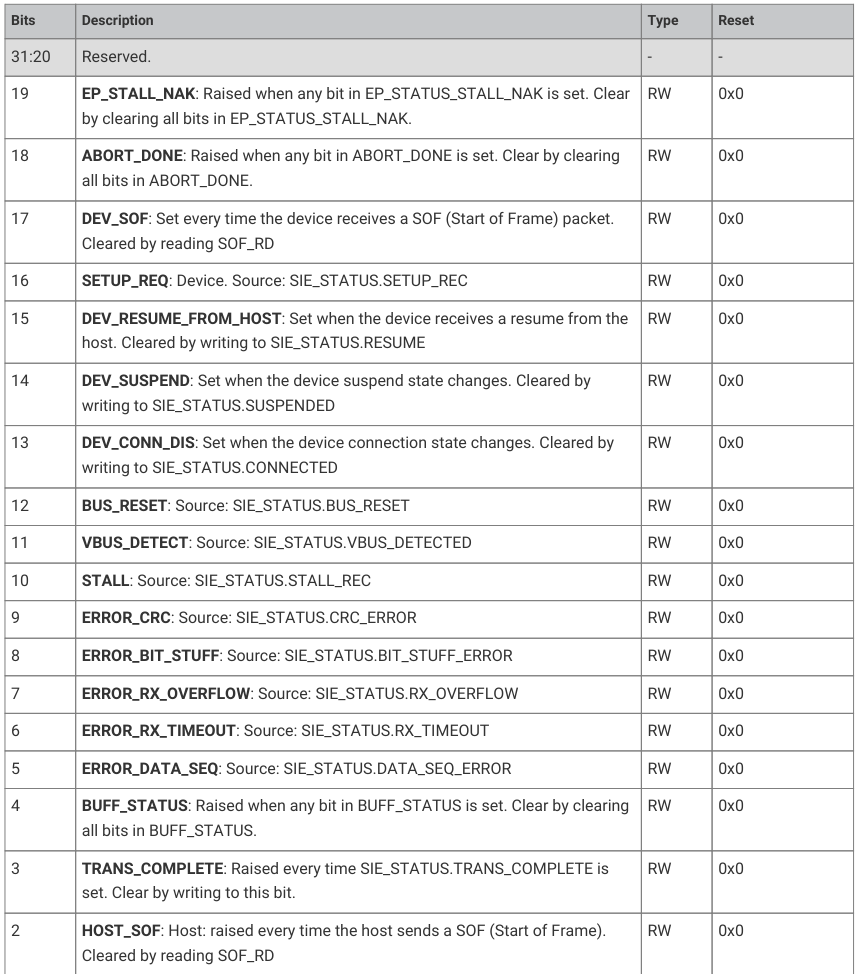 Bits Description Type Reset
31:20 Reserved. - -
19 EP_STALL_NAK: Raised when any bit in EP_STATUS_STALL_NAK is set. Clear RW 0x0
by clearing all bits in EP_STATUS_STALL_NAK.
18 ABORT_DONE: Raised when any bit in ABORT_DONE is set. Clear by clearing RW 0x0
all bits in ABORT_DONE.
17 DEV_SOF: Set every time the device receives a SOF (Start of Frame) packet. RW 0x0
Cleared by reading SOF_RD
16 SETUP_REQ: Device. Source: SIE_STATUS.SETUP_REC RW 0x0
15 DEV_RESUME_FROM_HOST: Set when the device receives a resume from the RW 0x0
host. Cleared by writing to SIE_STATUS.RESUME
14 DEV_SUSPEND: Set when the device suspend state changes. Cleared by RW 0x0
writing to SIE_STATUS.SUSPENDED
13 DEV_CONN_DIS: Set when the device connection state changes. Cleared by RW 0x0
writing to SIE_STATUS.CONNECTED
12 BUS_RESET: Source: SIE_STATUS.BUS_RESET RW 0x0
11 VBUS_DETECT: Source: SIE_STATUS.VBUS_DETECTED RW 0x0
10 STALL: Source: SIE_STATUS.STALL_REC RW 0x0
9 ERROR_CRC: Source: SIE_STATUS.CRC_ERROR RW 0x0
8 ERROR_BIT_STUFF: Source: SIE_STATUS.BIT_STUFF_ERROR RW 0x0
7 ERROR_RX_OVERFLOW: Source: SIE_STATUS.RX_OVERFLOW RW 0x0
6 ERROR_RX_TIMEOUT: Source: SIE_STATUS.RX_TIMEOUT RW 0x0
5 ERROR_DATA_SEQ: Source: SIE_STATUS.DATA_SEQ_ERROR RW 0x0
4 BUFF_STATUS: Raised when any bit in BUFF_STATUS is set. Clear by clearing RW 0x0
all bits in BUFF_STATUS.
3 TRANS_COMPLETE: Raised every time SIE_STATUS.TRANS_COMPLETE is RW 0x0
set. Clear by writing to this bit.
2 HOST_SOF: Host: raised every time the host sends a SOF (Start of Frame). RW 0x0
Cleared by reading SOF_RD